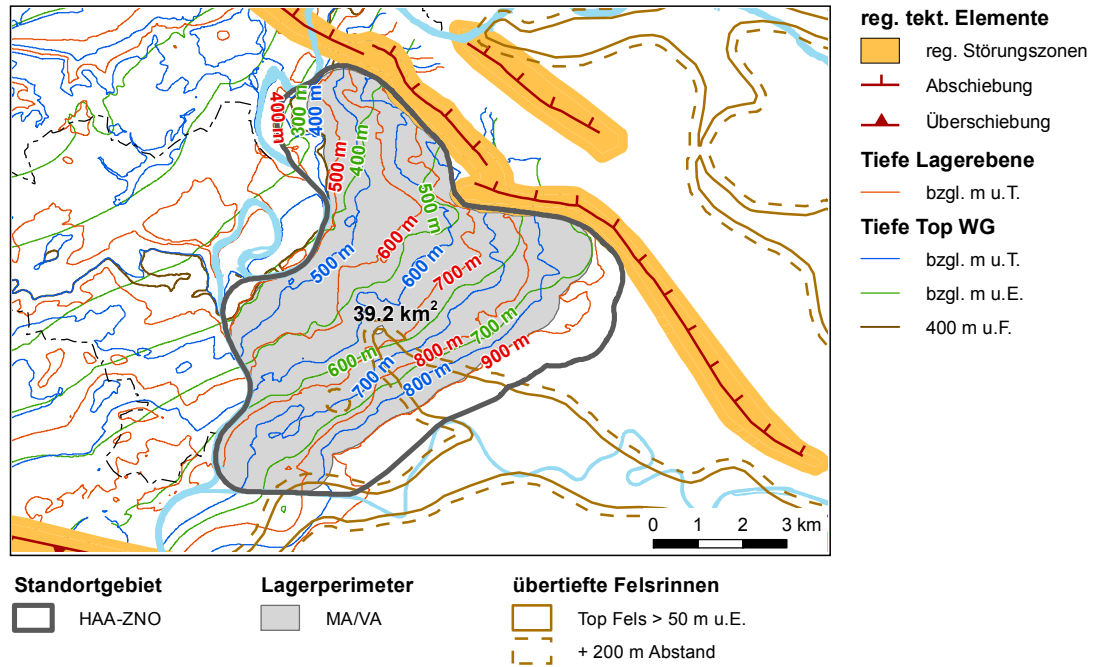 400 m
300 m
400 m
500 m
400 m
500 m
600 m
500 m
600 m
700 m
39.2 km²
600 m
800 m
700 m
900 m
700 m
800 m
0 1 2 3 km
reg. tekt. Elemente
reg. Störungszonen
Abschiebung
Überschiebung
Tiefe Lagerebene
bzgl. m u.T.
Tiefe Top WG
bzgl. m u.T.
bzgl. m u.E.
400 m u.F.
Standortgebiet
HAA-ZNO
Lagerperimeter
MA/VA
übertiefte Felsrinnen
Top Fels > 50 m u.E.
+ 200 m Abstand